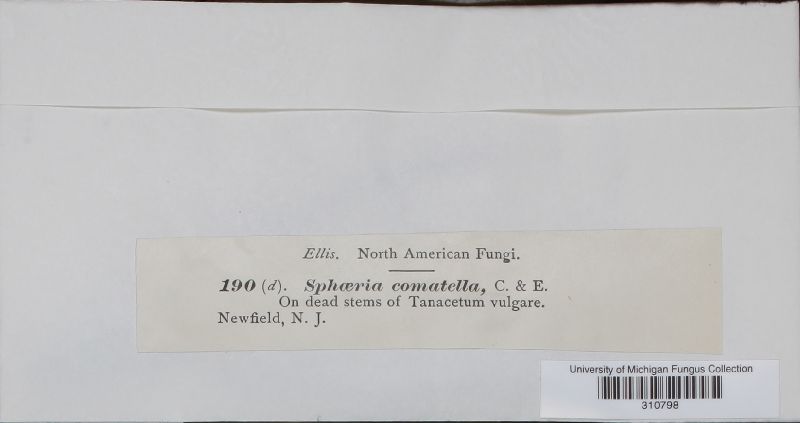 Ellis. North American Fungi.
190 (d). Sphæria comatella, C. & E.
On dead stems of Tanacetum vulgare.
Newfield, N. J.
University of Michigan Fungus Collection
310798